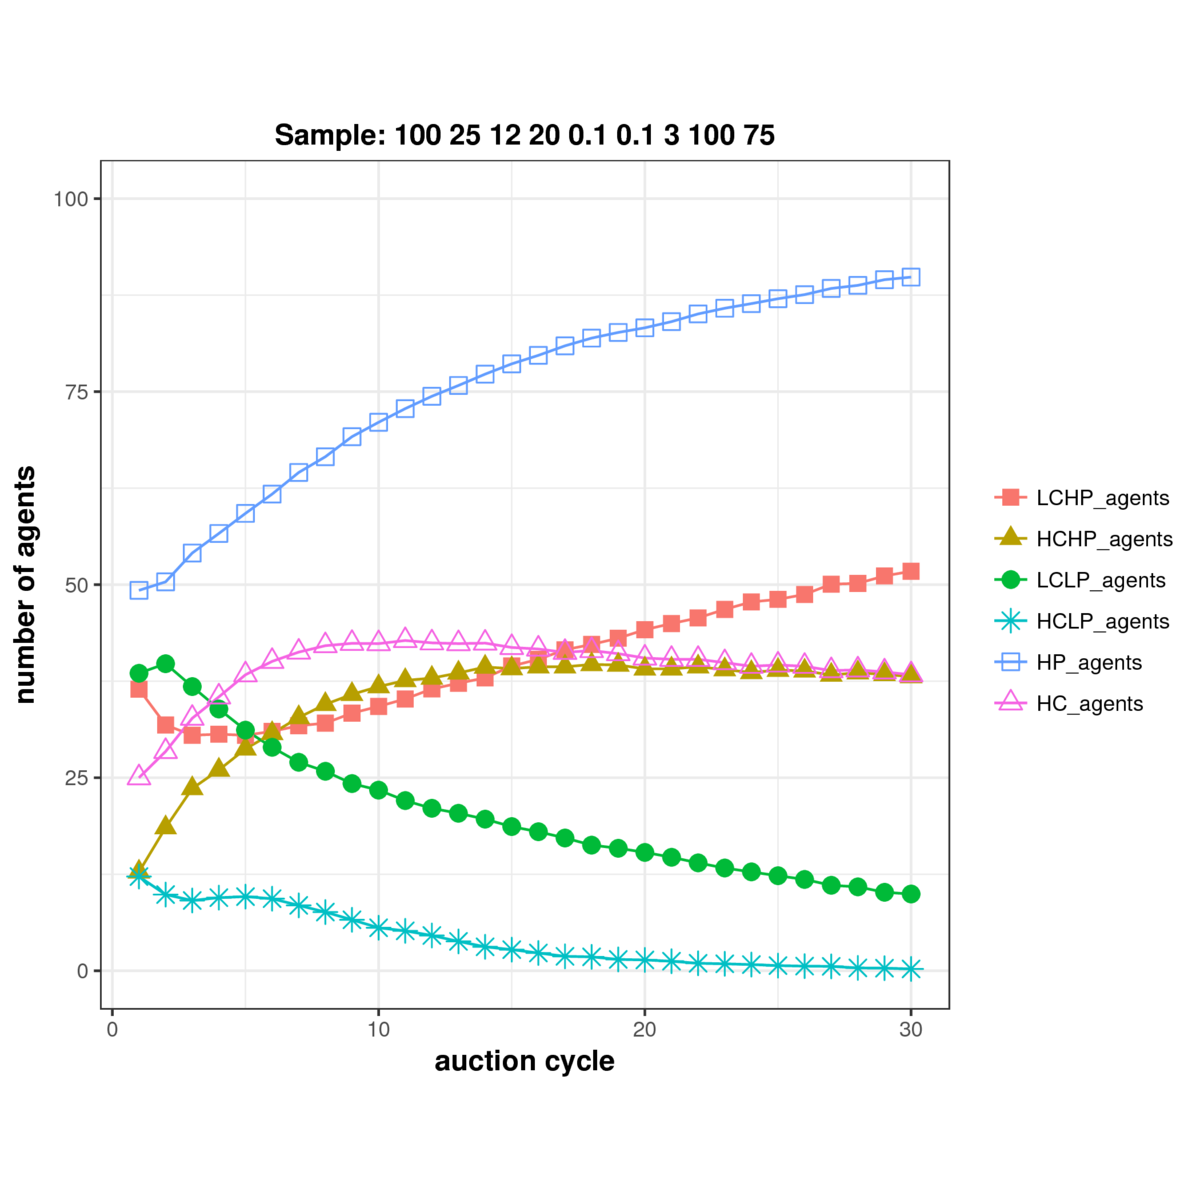 Sample: 100 25 12 20 0.1 0.1 3 100 75
100
75
50
25
0
number of agents
0 10 20 30
auction cycle
LCHP_agents
HCHP_agents
LCLP_agents
HCLP_agents
HP_agents
HC_agents